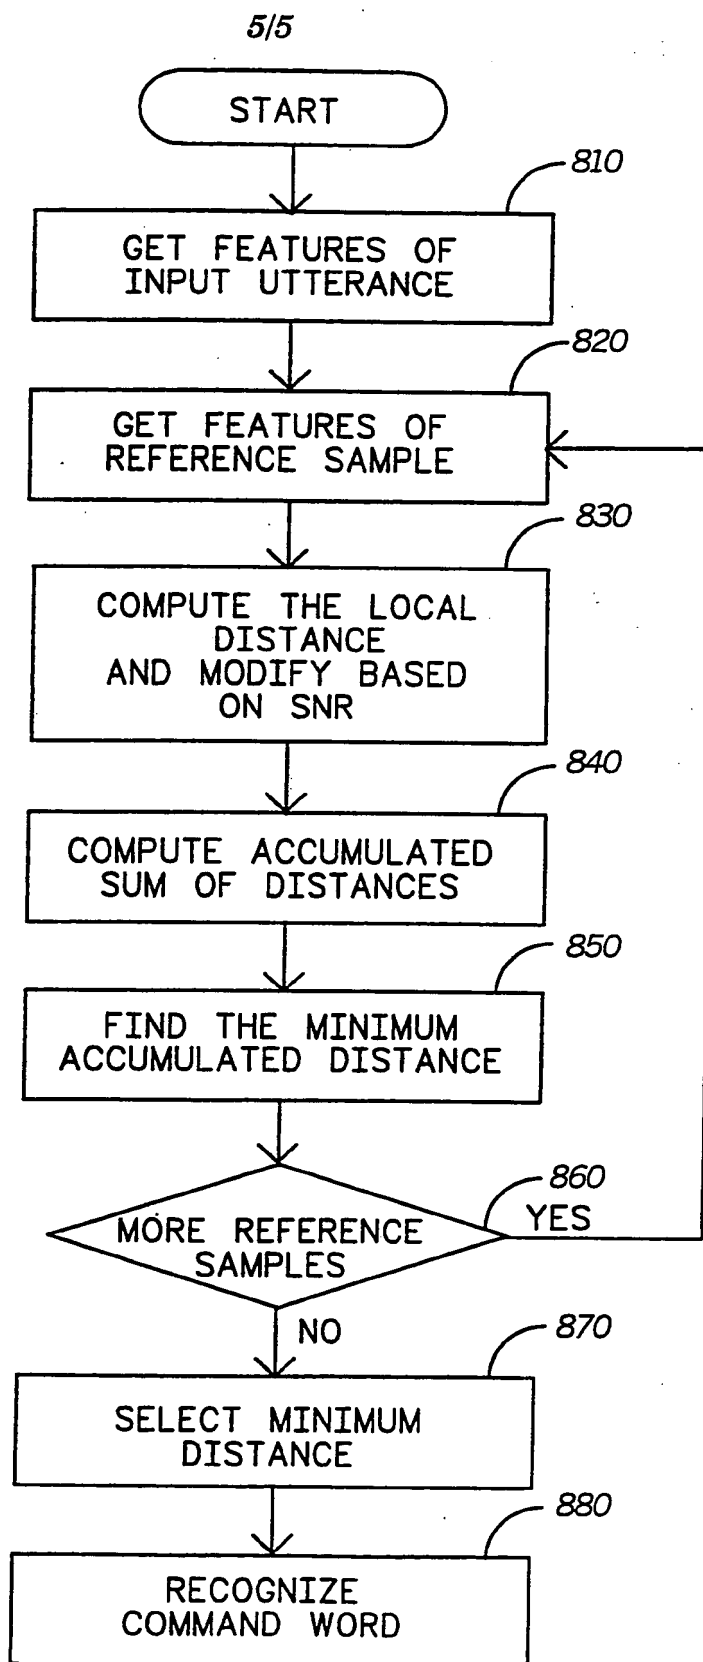 5/5
START
810
GET FEATURES OF
INPUT UTTERANCE
820
GET FEATURES OF
REFERENCE SAMPLE
830
COMPUTE THE LOCAL
DISTANCE
AND MODIFY BASED
ON SNR
840
COMPUTE ACCUMULATED
SUM OF DISTANCES
850
FIND THE MINIMUM
ACCUMULATED DISTANCE
860
MORE REFERENCE
SAMPLES
YES
NO
870
SELECT MINIMUM
DISTANCE
880
RECOGNIZE
COMMAND WORD